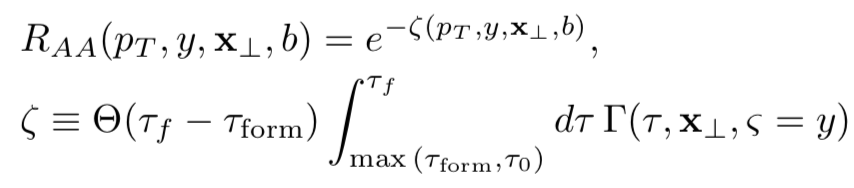 R_{AA}(p_T, y, \mathbf{x}_\perp, b) = e^{-\zeta(p_T, y, \mathbf{x}_\perp, b)},
\zeta \equiv \Theta(\tau_f - \tau_{\mathrm{form}}) \int_{\max(\tau_{\mathrm{form}}, \tau_0)}^{\tau_f} d\tau \, \Gamma(\tau, \mathbf{x}_\perp, \varsigma = y)